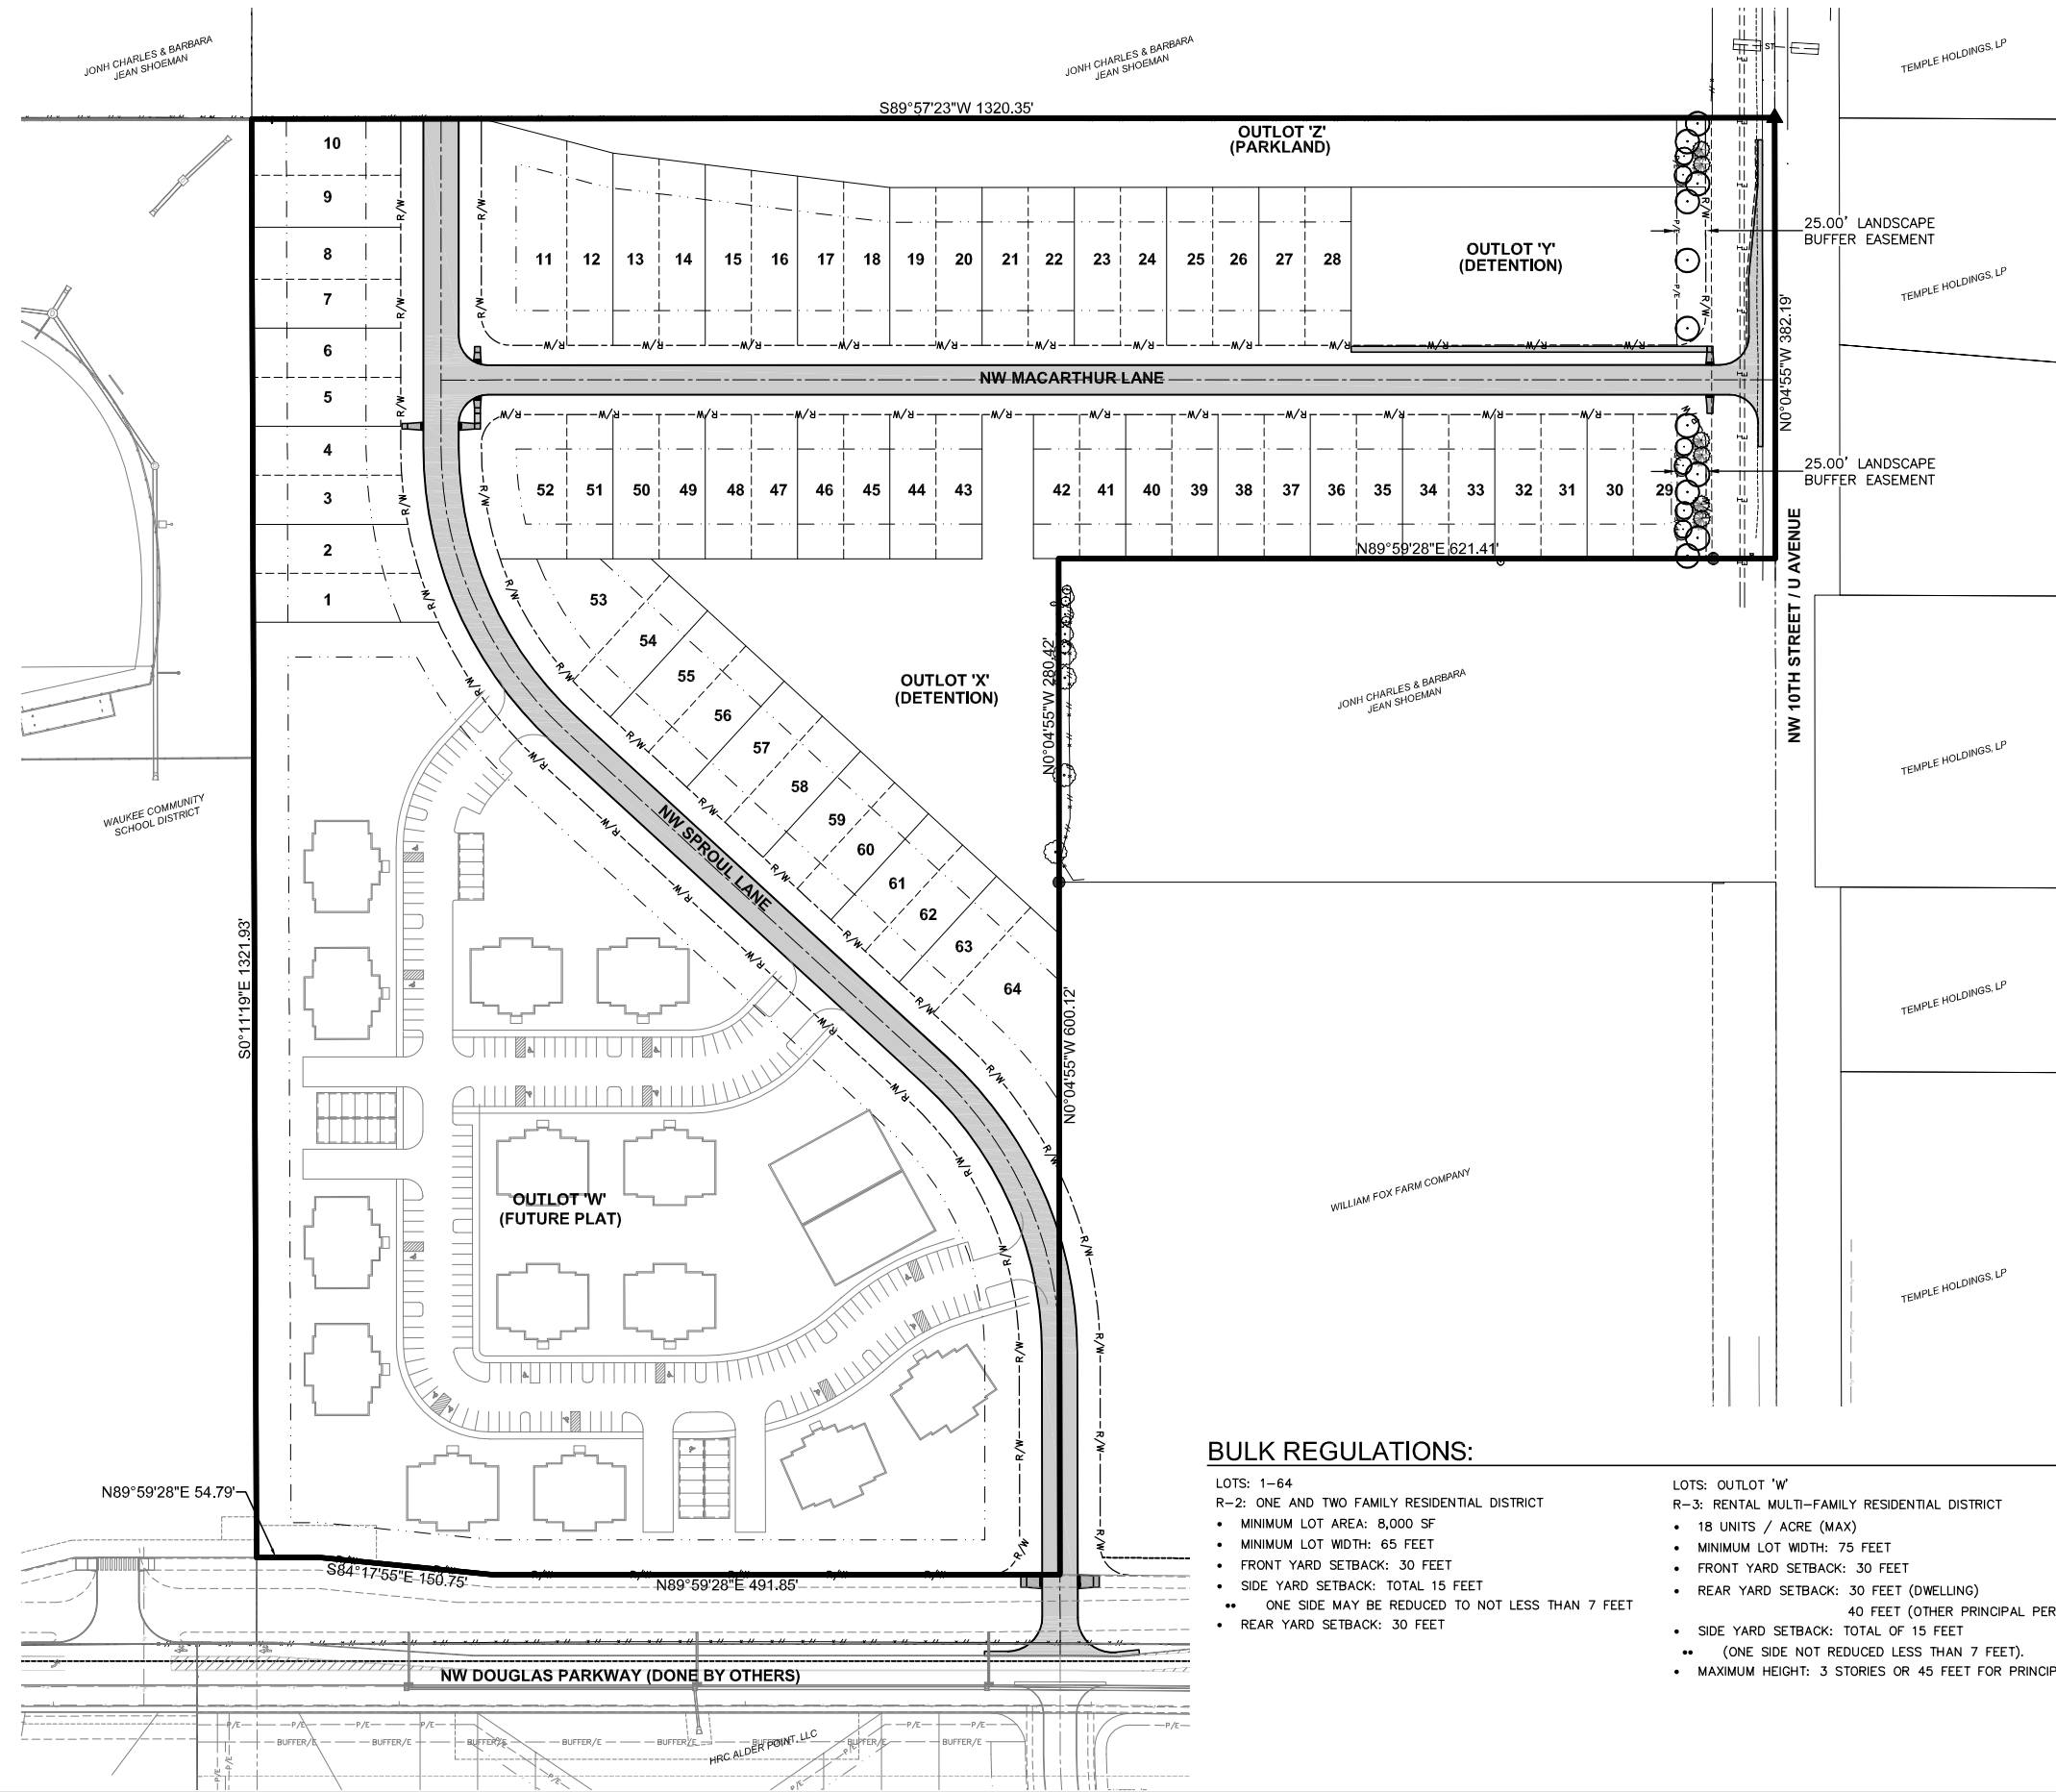 JONH CHARLES & BARBARA
JEAN SHOEMAN
JONH CHARLES & BARBARA
JEAN SHOEMAN
ST
TEMPLE HOLDINGS, LP
S89°57'23"W 1320.35'
OUTLOT 'Z'
(PARKLAND)
10
9
8
7
6
5
4
3
2
1
11 12 13 14 15 16 17 18 19 20 21 22 23 24 25 26 27 28
OUTLOT 'Y'
(DETENTION)
25.00' LANDSCAPE
BUFFER EASEMENT
TEMPLE HOLDINGS, LP
N0°04'55"W 382.19'
NW MACARTHUR LANE
52 51 50 49 48 47 46 45 44 43 42 41 40 39 38 37 36 35 34 33 32 31 30 29
25.00' LANDSCAPE
BUFFER EASEMENT
N89°59'28"E 621.41'
NW 10TH STREET / U AVENUE
53
54
55
56
57
58
59
60
61
62
63
64
OUTLOT 'X'
(DETENTION)
N0°04'55"W 280.42'
JONH CHARLES & BARBARA
JEAN SHOEMAN
TEMPLE HOLDINGS, LP
WAUKEE COMMUNITY
SCHOOL DISTRICT
NW SPROUL LANE
S0°11'19"E 1321.93'
N0°04'55"W 600.12'
TEMPLE HOLDINGS, LP
OUTLOT 'W'
(FUTURE PLAT)
WILLIAM FOX FARM COMPANY
TEMPLE HOLDINGS, LP
R/W
P/E
N89°59'28"E 54.79'
S84°17'55"E 150.75'
N89°59'28"E 491.85'
NW DOUGLAS PARKWAY (DONE BY OTHERS)
P/E P/E P/E P/E P/E P/E P/E
BUFFER/E BUFFER/E BUFFER/E BUFFER/E BUFFER/E BUFFER/E BUFFER/E BUFFER/E
HRC ALDER POINT, LLC
BULK REGULATIONS:
LOTS: 1-64
R-2: ONE AND TWO FAMILY RESIDENTIAL DISTRICT
• MINIMUM LOT AREA: 8,000 SF
• MINIMUM LOT WIDTH: 65 FEET
• FRONT YARD SETBACK: 30 FEET
• SIDE YARD SETBACK: TOTAL 15 FEET
•• ONE SIDE MAY BE REDUCED TO NOT LESS THAN 7 FEET
• REAR YARD SETBACK: 30 FEET
LOTS: OUTLOT 'W'
R-3: RENTAL MULTI-FAMILY RESIDENTIAL DISTRICT
• 18 UNITS / ACRE (MAX)
• MINIMUM LOT WIDTH: 75 FEET
• FRONT YARD SETBACK: 30 FEET
• REAR YARD SETBACK: 30 FEET (DWELLING)
40 FEET (OTHER PRINCIPAL PER
• SIDE YARD SETBACK: TOTAL OF 15 FEET
•• (ONE SIDE NOT REDUCED LESS THAN 7 FEET).
• MAXIMUM HEIGHT: 3 STORIES OR 45 FEET FOR PRINCIP